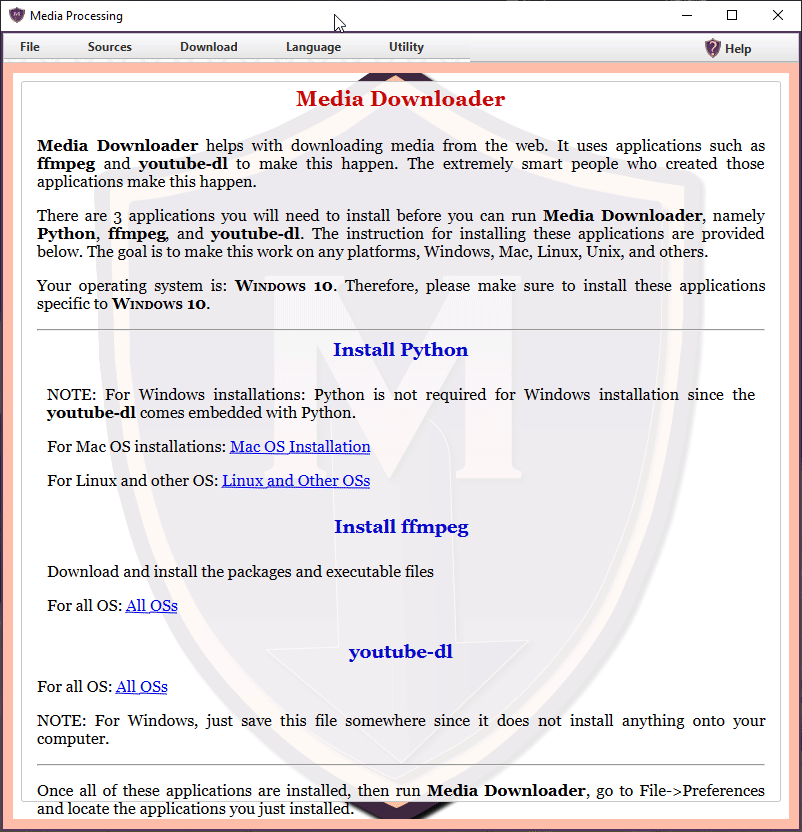 Media Processing
File Sources Download Language Utility Help
Media Downloader
Media Downloader helps with downloading media from the web. It uses applications such as
ffmpeg and youtube-dl to make this happen. The extremely smart people who created those
applications make this happen.
There are 3 applications you will need to install before you can run Media Downloader, namely
Python, ffmpeg, and youtube-dl. The instruction for installing these applications are provided
below. The goal is to make this work on any platforms, Windows, Mac, Linux, Unix, and others.
Your operating system is: Windows 10. Therefore, please make sure to install these applications
specific to Windows 10.
Install Python
NOTE: For Windows installations: Python is not required for Windows installation since the
youtube-dl comes embedded with Python.
For Mac OS installations: Mac OS Installation
For Linux and other OS: Linux and Other OSs
Install ffmpeg
Download and install the packages and executable files
For all OS: All OSs
youtube-dl
For all OS: All OSs
NOTE: For Windows, just save this file somewhere since it does not install anything onto your
computer.
Once all of these applications are installed, then run Media Downloader, go to File->Preferences
and locate the applications you just installed.